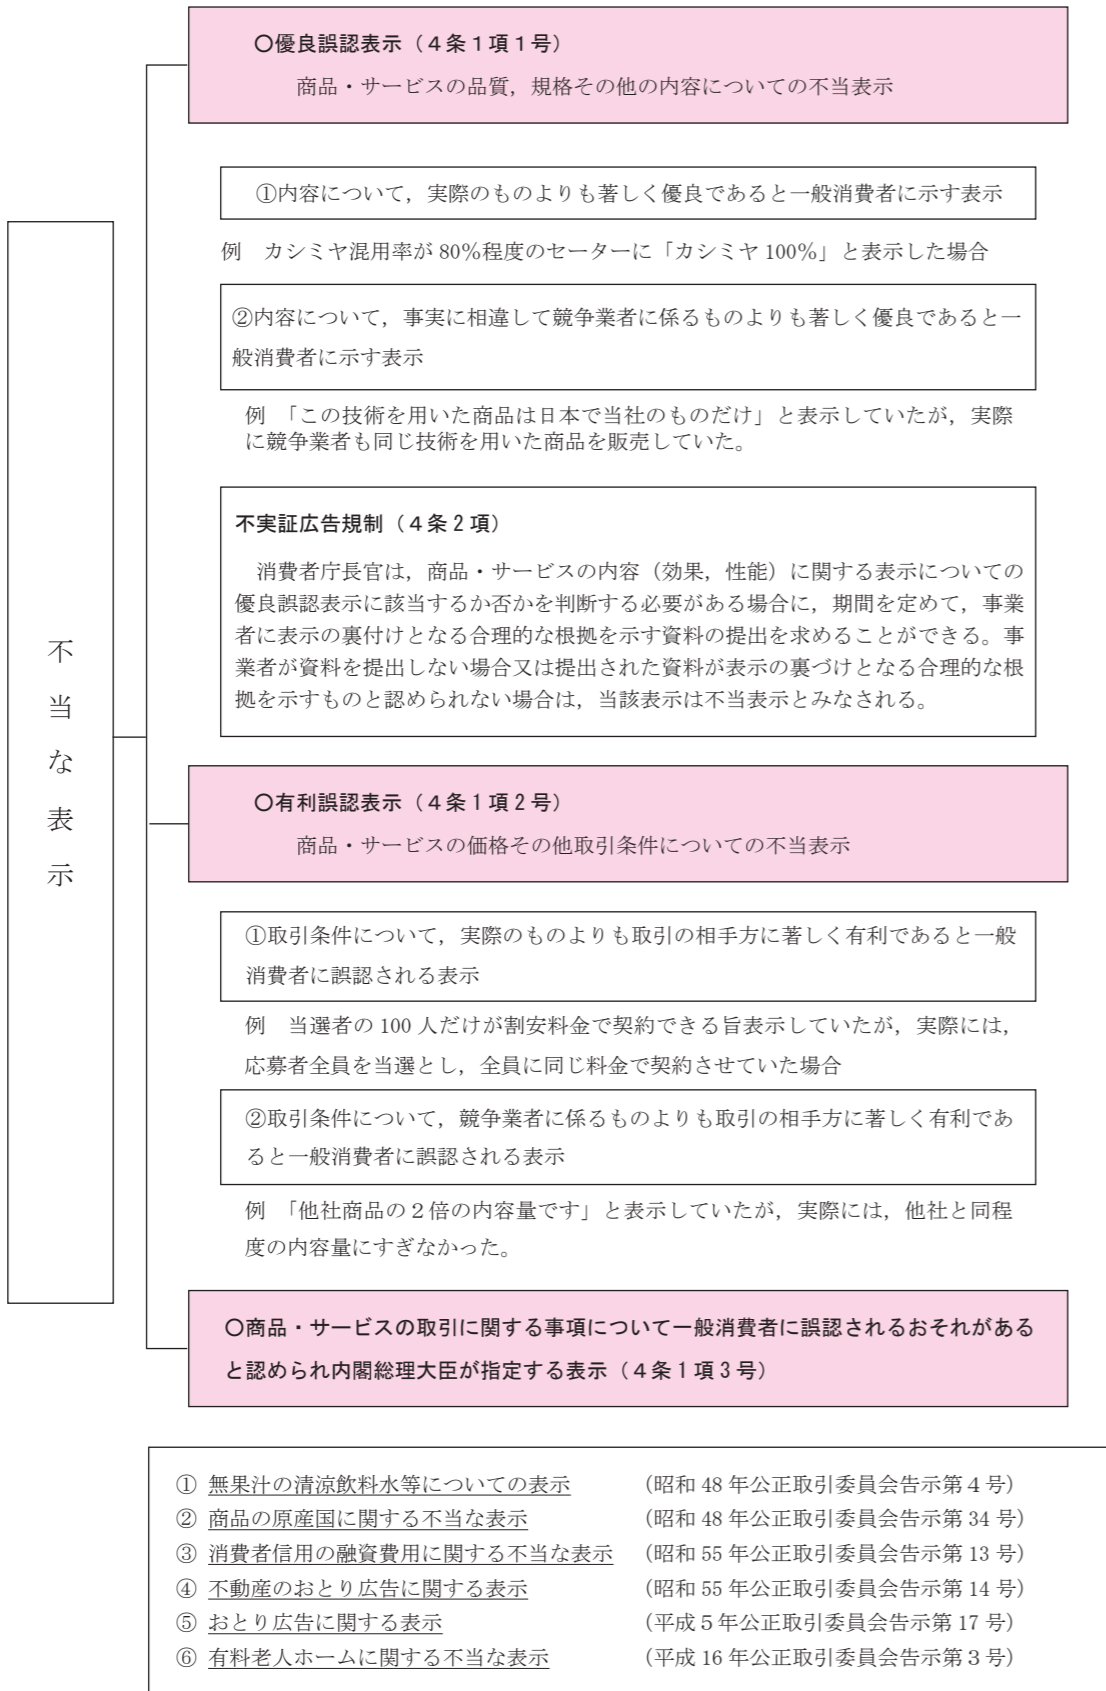 不当な表示
〇優良誤認表示（４条１項１号）
商品・サービスの品質，規格その他の内容についての不当表示
①内容について，実際のものよりも著しく優良であると一般消費者に示す表示
例　カシミヤ混用率が 80％程度のセーターに「カシミヤ 100％」と表示した場合
②内容について，事実に相違して競争業者に係るものよりも著しく優良であると一
般消費者に示す表示
例　「この技術を用いた商品は日本で当社のものだけ」と表示していたが，実際
に競争業者も同じ技術を用いた商品を販売していた。
不実証広告規制（４条２項）
消費者庁長官は，商品・サービスの内容（効果，性能）に関する表示についての
優良誤認表示に該当するか否かを判断する必要がある場合に，期間を定めて，事業
者に表示の裏付けとなる合理的な根拠を示す資料の提出を求めることができる。事
業者が資料を提出しない場合又は提出された資料が表示の裏づけとなる合理的な根
拠を示すものと認められない場合は，当該表示は不当表示とみなされる。
〇有利誤認表示（４条１項２号）
商品・サービスの価格その他取引条件についての不当表示
①取引条件について，実際のものよりも取引の相手方に著しく有利であると一般
消費者に誤認される表示
例　当選者の 100 人だけが割安料金で契約できる旨表示していたが，実際には，
応募者全員を当選とし，全員に同じ料金で契約させていた場合
②取引条件について，競争業者に係るものよりも取引の相手方に著しく有利であ
ると一般消費者に誤認される表示
例　「他社商品の２倍の内容量です」と表示していたが，実際には，他社と同程
度の内容量にすぎなかった。
〇商品・サービスの取引に関する事項について一般消費者に誤認されるおそれがある
と認められ内閣総理大臣が指定する表示（４条１項３号）
① 無果汁の清涼飲料水等についての表示　（昭和 48 年公正取引委員会告示第４号）
② 商品の原産国に関する不当な表示　（昭和 48 年公正取引委員会告示第 34 号）
③ 消費者信用の融資費用に関する不当な表示　（昭和 55 年公正取引委員会告示第 13 号）
④ 不動産のおとり広告に関する表示　（昭和 55 年公正取引委員会告示第 14 号）
⑤ おとり広告に関する表示　（平成５年公正取引委員会告示第 17 号）
⑥ 有料老人ホームに関する不当な表示　（平成 16 年公正取引委員会告示第３号）